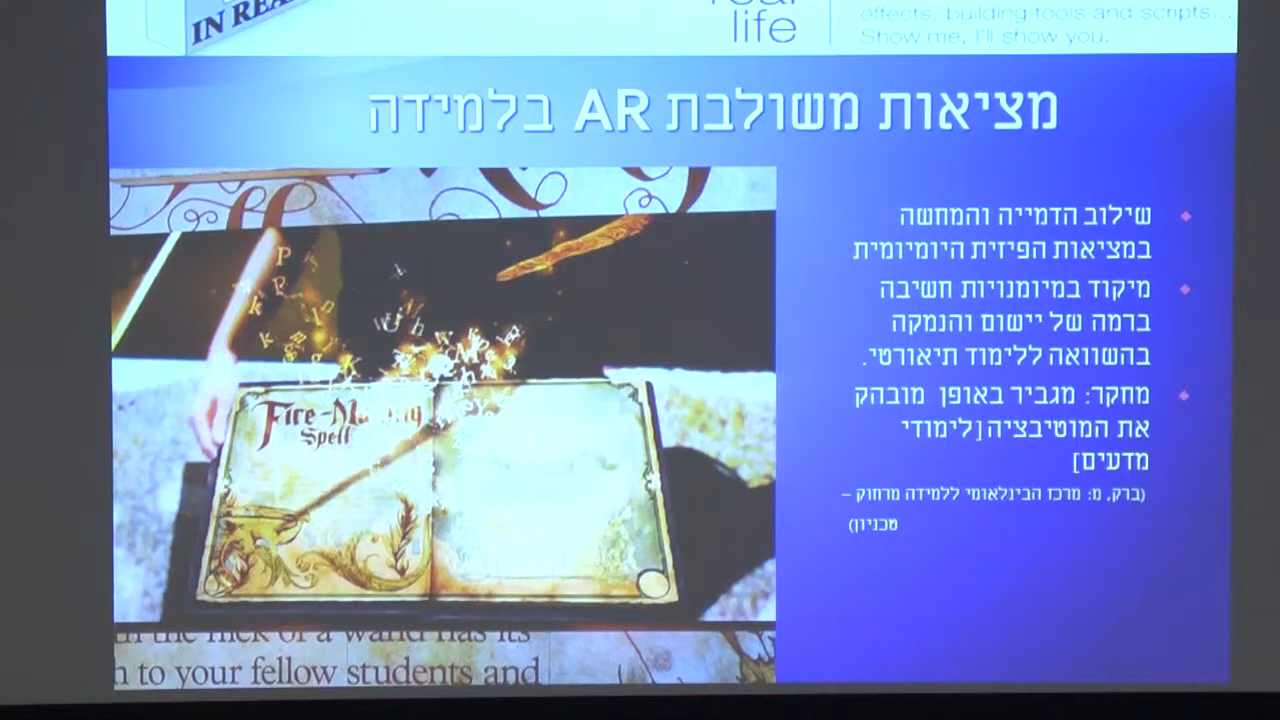 IN REA
real
life
effects, building tools and scripts...
Show me, I'll show you.
מציאות משולבת AR בלמידה
שילוב הדמייה והמחשה
במציאות הפיזית היומיומית
מיקוד במיומנויות חשיבה
ברמה של יישום והנמקה
בהשוואה ללימוד תיאורטי.
מחקר: מגביר באופן מובהק
את המוטיבציה [לימודי
מדעים]
(ברק, מ: מרכז הבינלאומי ללמידה מרחוק –
טכניון)
Fire-Making
Spell
the flick of a wand has its
to your fellow students and